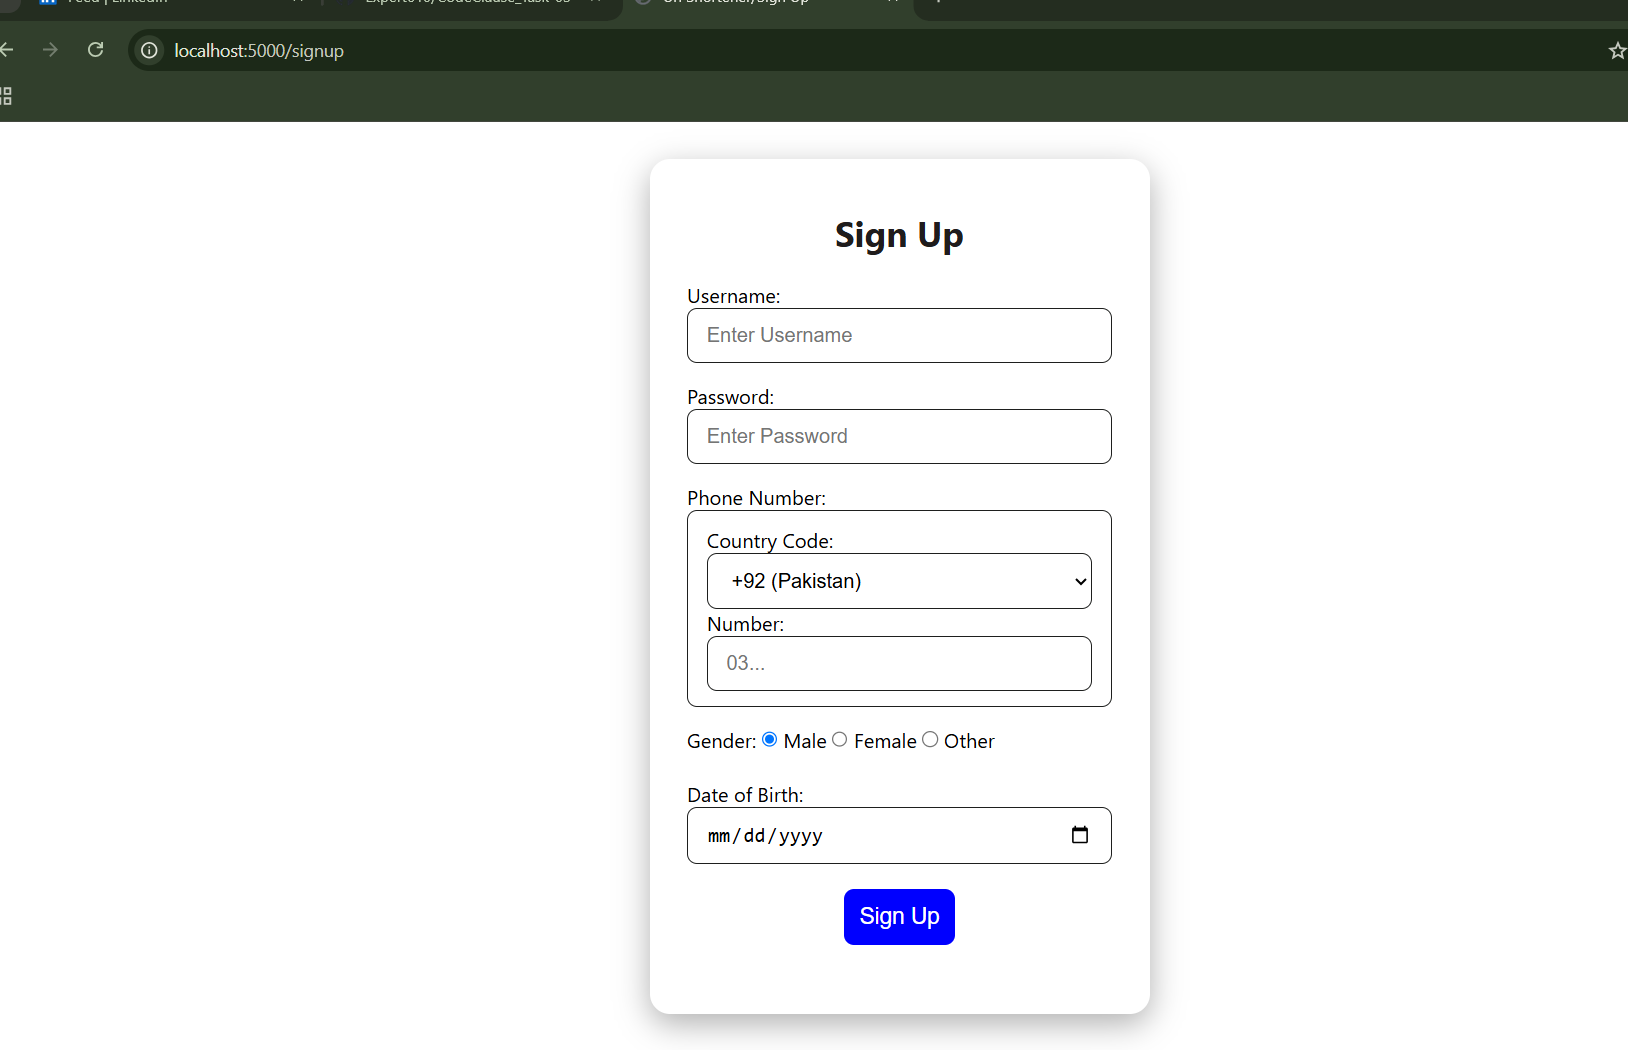 localhost:5000/signup
Sign Up
Username:
Enter Username
Password:
Enter Password
Phone Number:
Country Code:
+92 (Pakistan)
Number:
03...
Gender: Male Female Other
Date of Birth:
mm/dd/yyyy
Sign Up